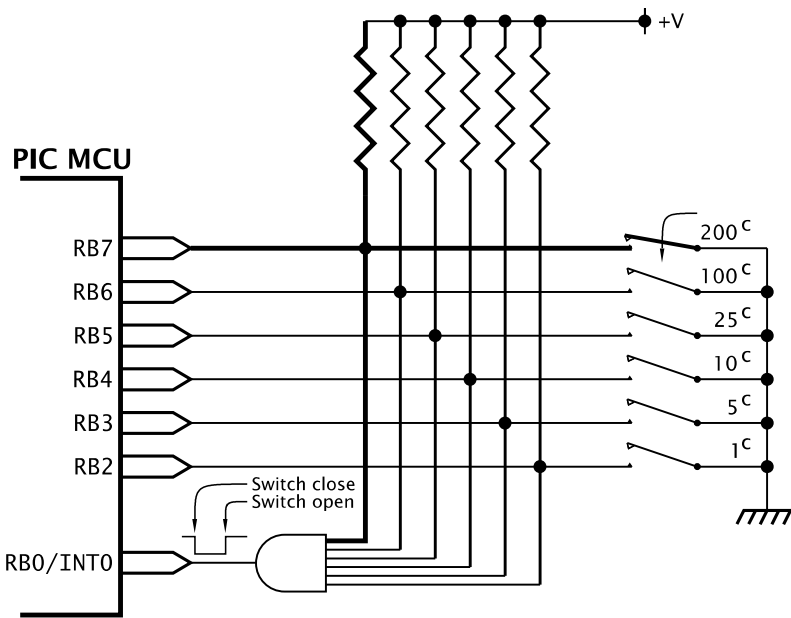 +V
PIC MCU
RB7
200c
RB6
100c
RB5
25c
RB4
10c
RB3
5c
RB2
1c
Switch close
Switch open
RB0/INT0